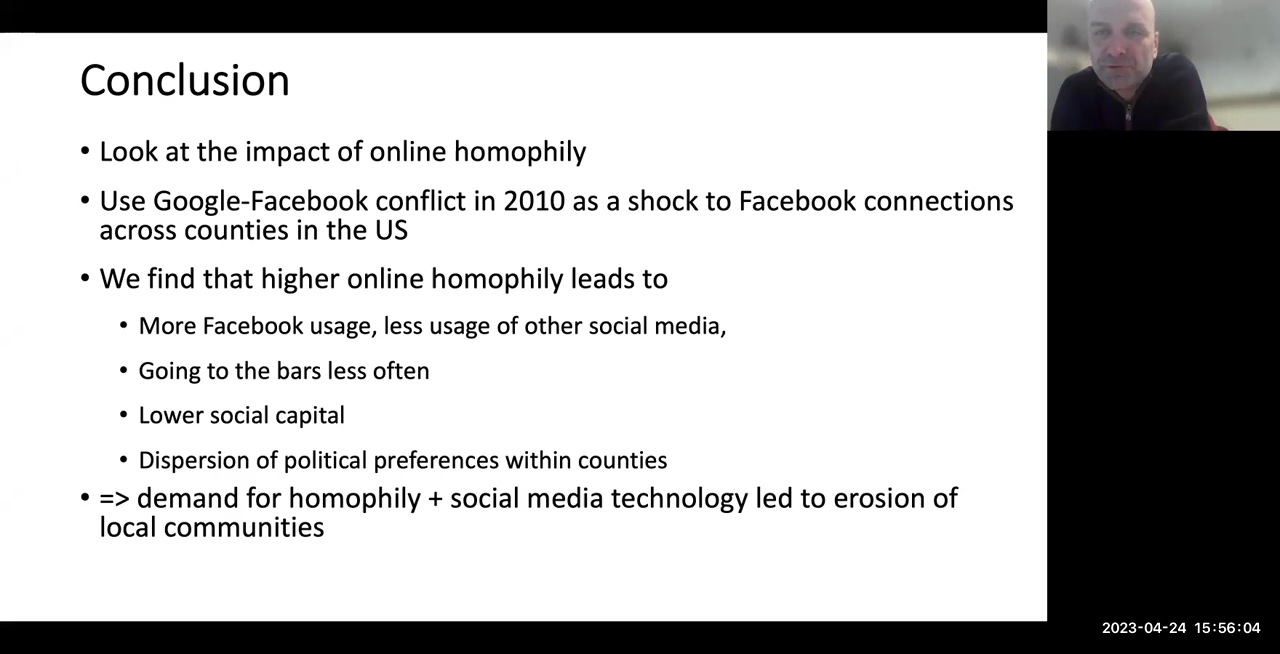 Conclusion
• Look at the impact of online homophily
• Use Google-Facebook conflict in 2010 as a shock to Facebook connections
across counties in the US
• We find that higher online homophily leads to
• More Facebook usage, less usage of other social media,
• Going to the bars less often
• Lower social capital
• Dispersion of political preferences within counties
• => demand for homophily + social media technology led to erosion of
local communities
2023-04-24 15:56:04